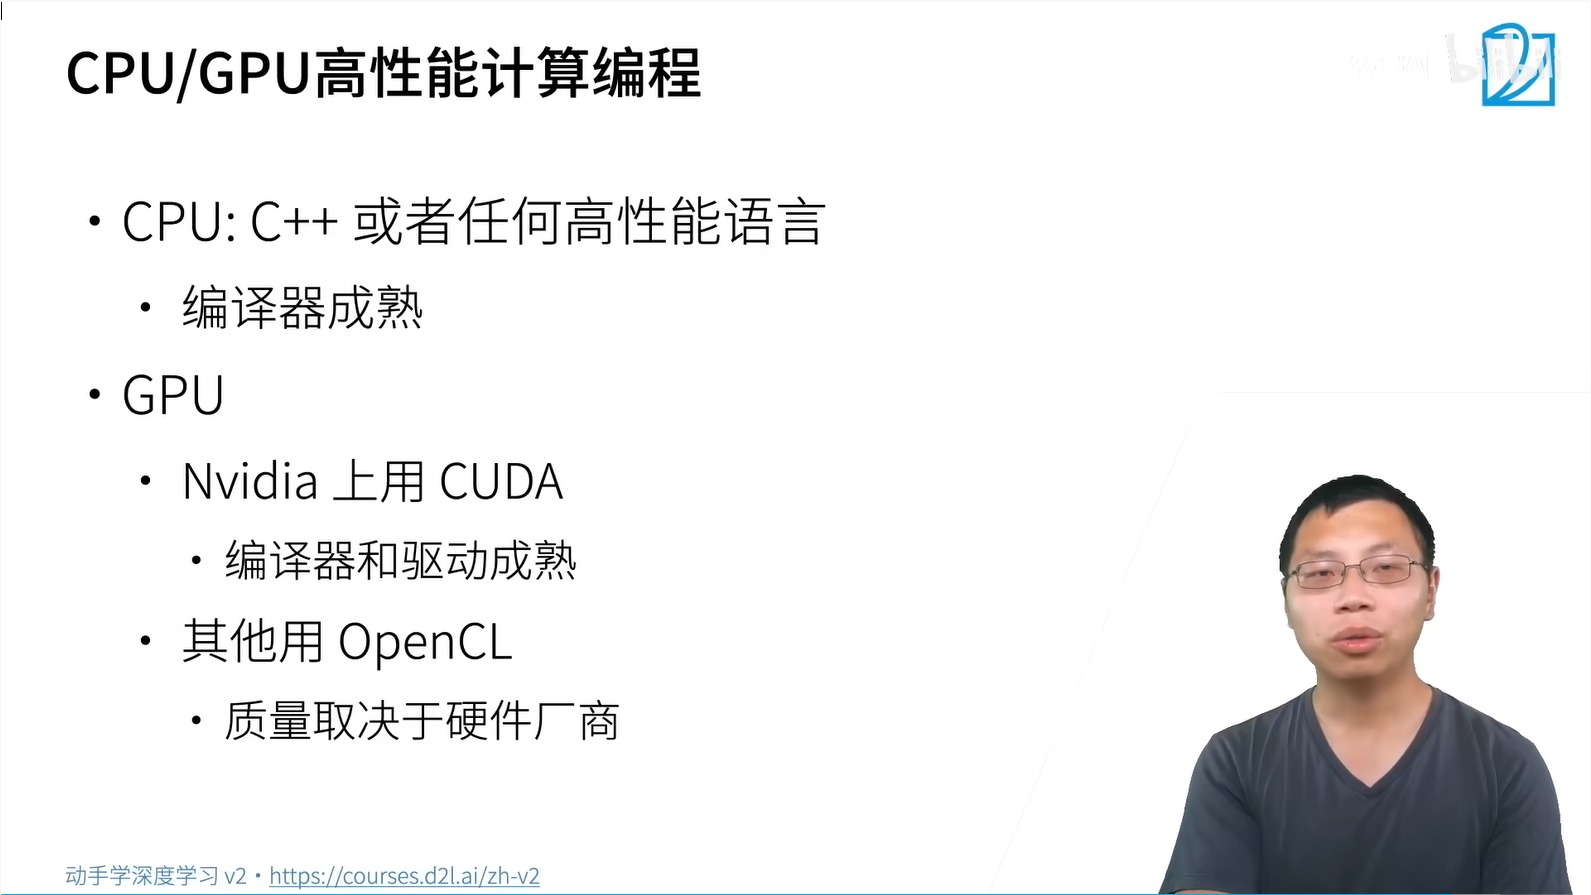 CPU/GPU高性能计算编程
bilibili
• CPU: C++ 或者任何高性能语言
• 编译器成熟
• GPU
• Nvidia 上用 CUDA
• 编译器和驱动成熟
• 其他用 OpenCL
• 质量取决于硬件厂商
动手学深度学习 v2 • https://courses.d2l.ai/zh-v2